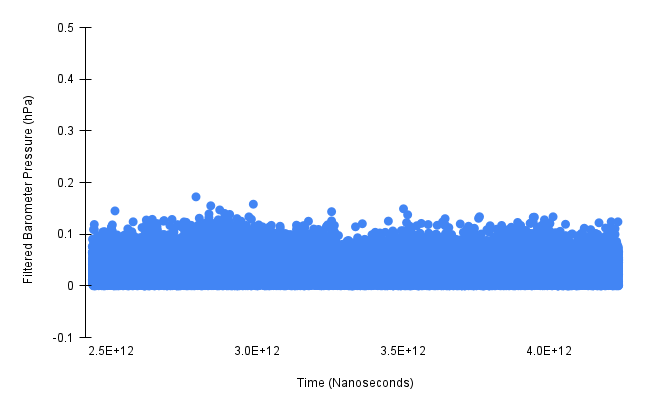 0.5
0.4
0.3
0.2
0.1
0
-0.1
Filtered Barometer Pressure (hPa)
2.5E+12 3.0E+12 3.5E+12 4.0E+12
Time (Nanoseconds)